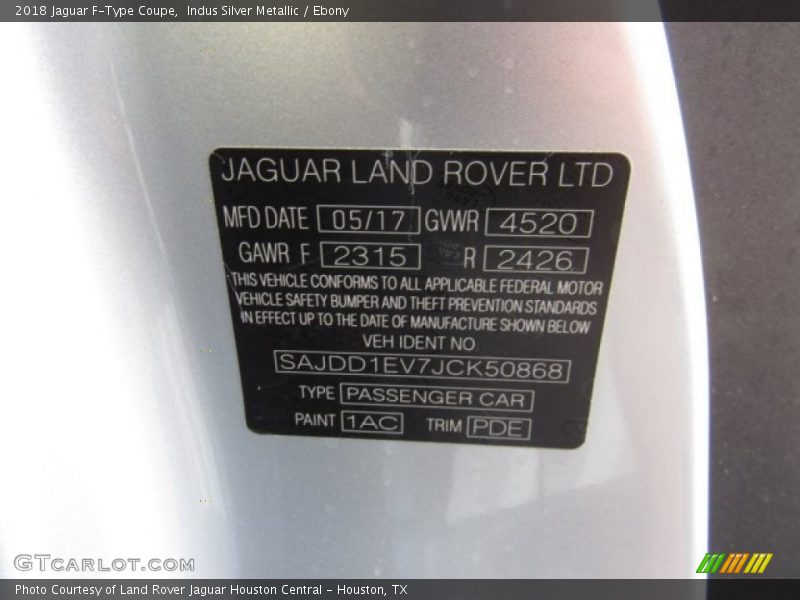 2018 Jaguar F-Type Coupe,  Indus Silver Metallic / Ebony
JAGUAR LAND ROVER LTD
MFD DATE 05/17 GVWR 4520
GAWR F 2315 R 2426
THIS VEHICLE CONFORMS TO ALL APPLICABLE FEDERAL MOTOR
VEHICLE SAFETY BUMPER AND THEFT PREVENTION STANDARDS
IN EFFECT UP TO THE DATE OF MANUFACTURE SHOWN BELOW
VEH IDENT NO
SAJDD1EV7JCK50868
TYPE PASSENGER CAR
PAINT 1AC TRIM PDE
GTCARLOT.COM
Photo Courtesy of Land Rover Jaguar Houston Central - Houston, TX